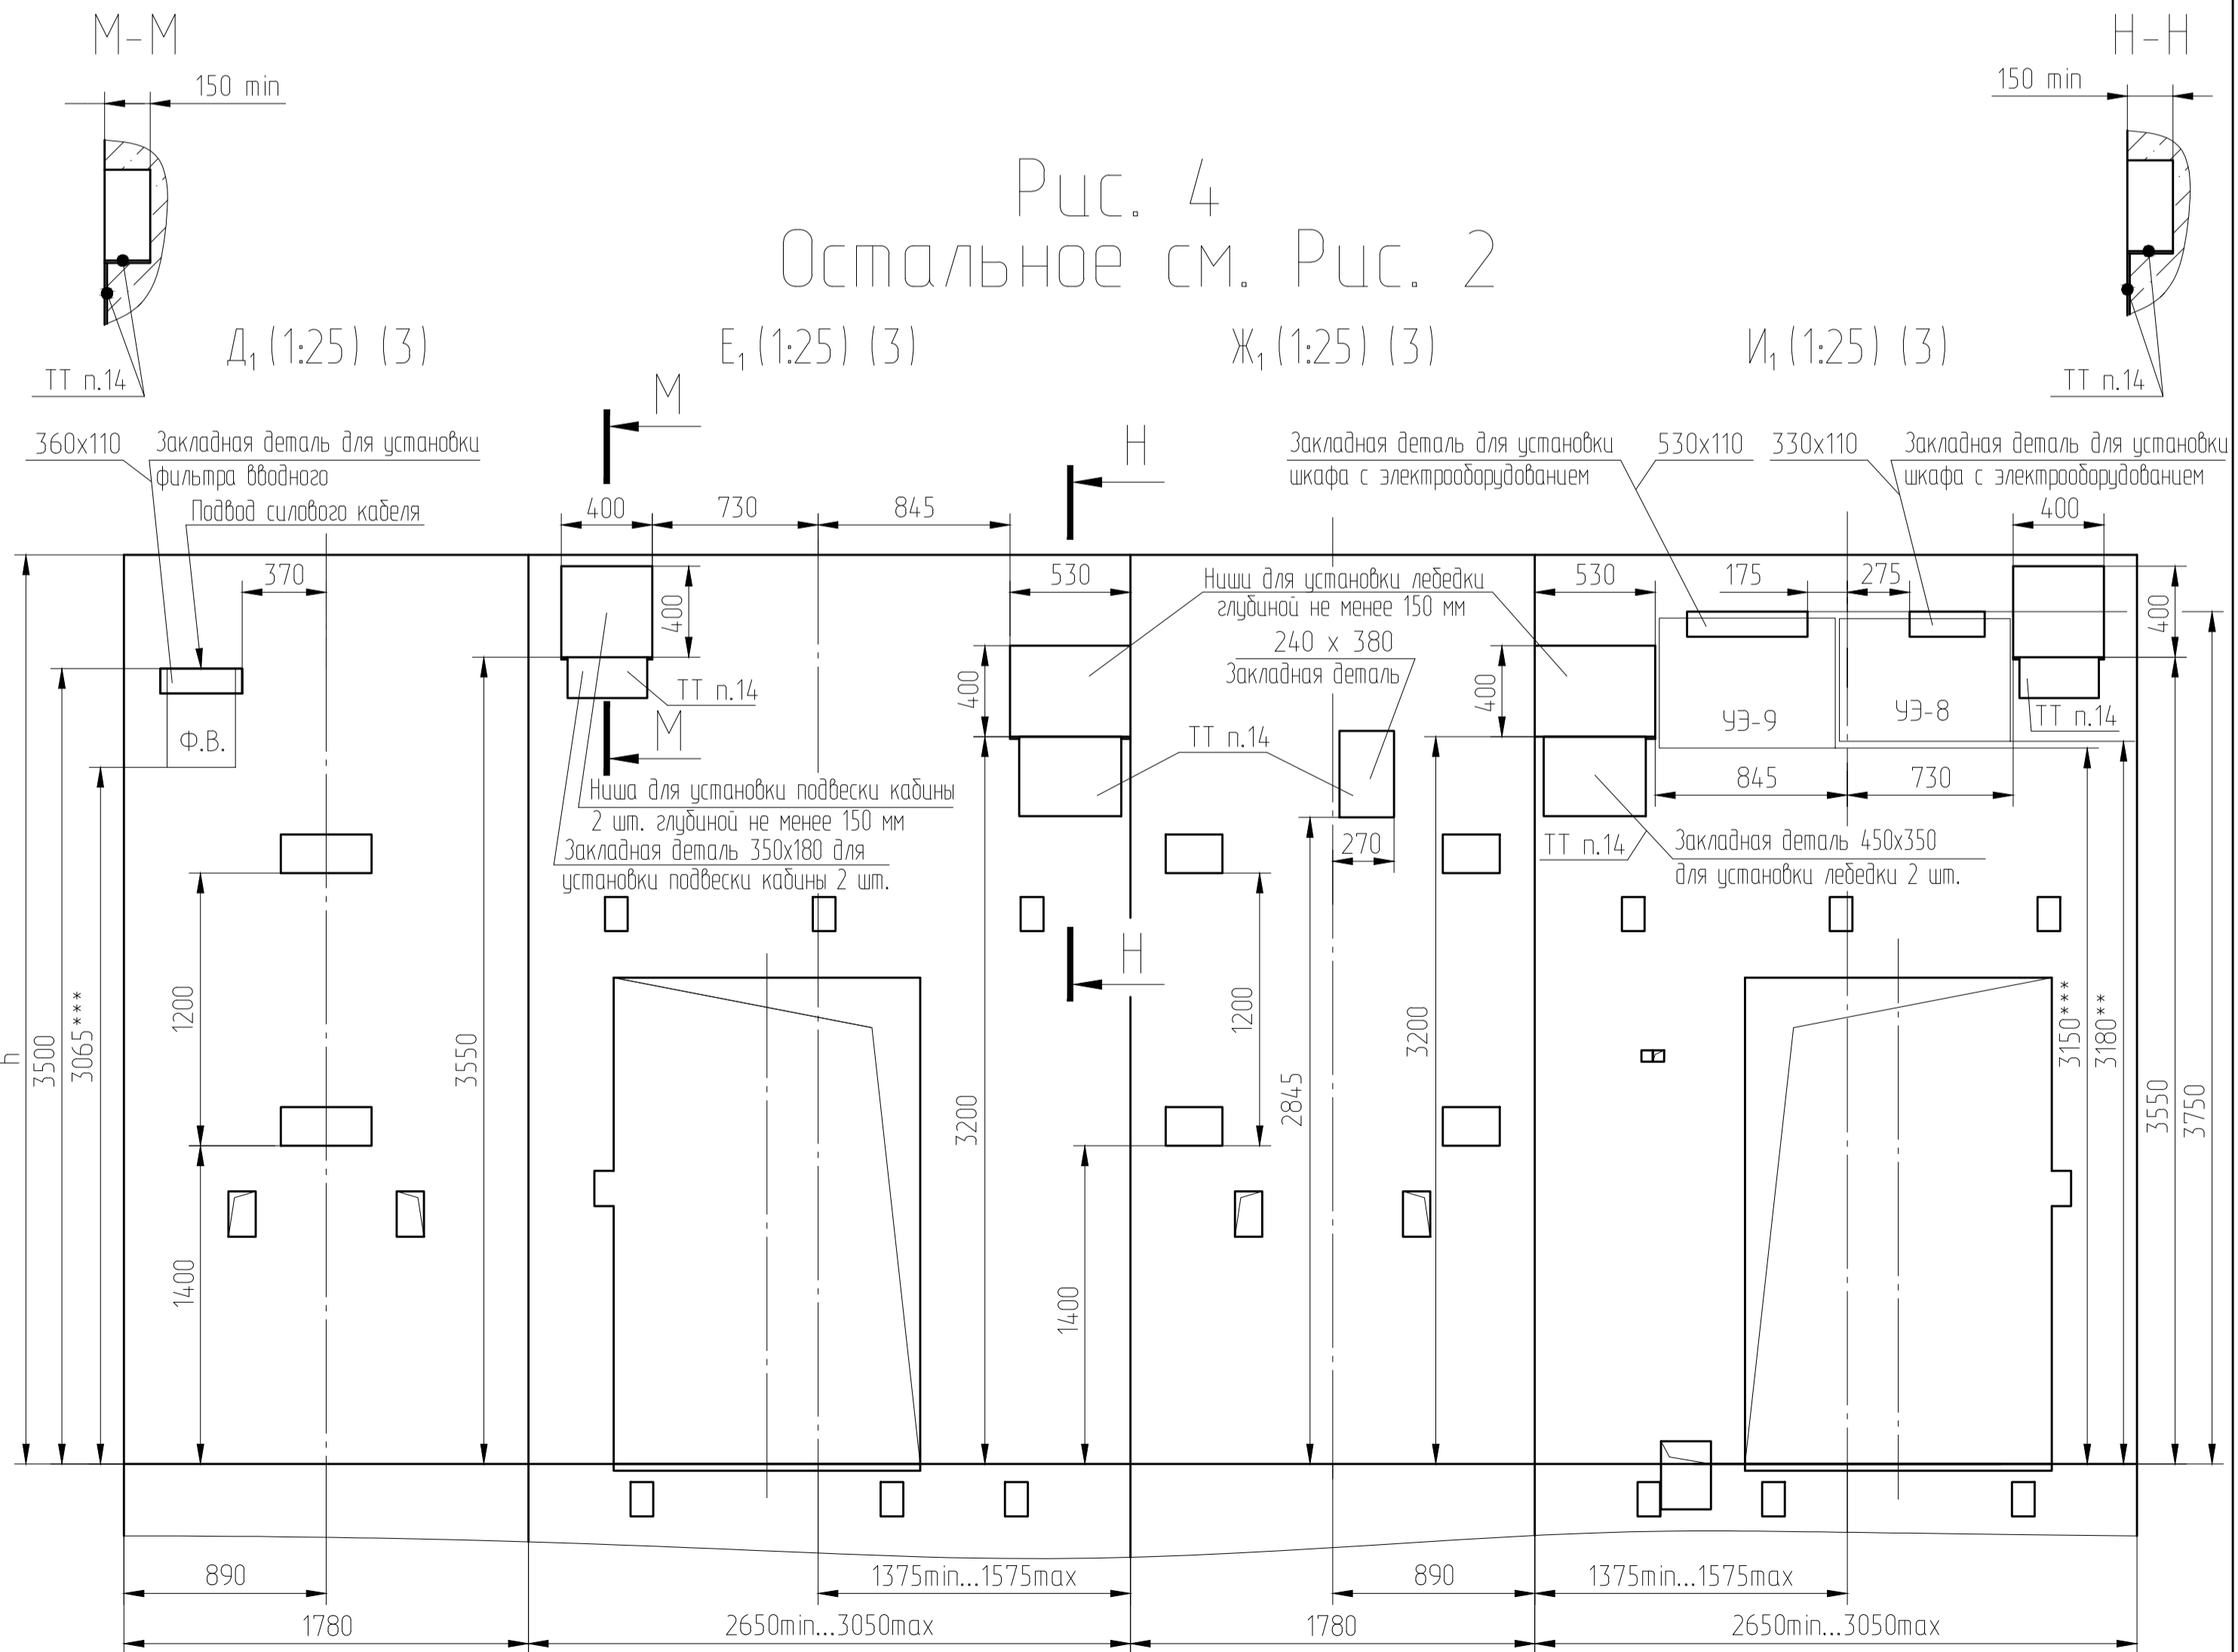 М-М
150 min
ТТ п.14
Н-Н
150 min
ТТ п.14
Рис. 4
Остальное см. Рис. 2
Д₁ (1:25) (3)
Е₁ (1:25) (3)
Ж₁ (1:25) (3)
И₁ (1:25) (3)
360х110
Закладная деталь для установки
фильтра вводного
Подвод силового кабеля
М
Н
Закладная деталь для установки
шкафа с электрооборудованием
530х110
330х110
Закладная деталь для установки
шкафа с электрооборудованием
400
730
845
400
370
400
530
Ниши для установки лебедки
глубиной не менее 150 мм
240 х 380
Закладная деталь
530
175
275
400
400
400
ТТ п.14
М
Ф.В.
ТТ п.14
УЭ-9
УЭ-8
ТТ п.14
Ниша для установки подвески кабины
2 шт. глубиной не менее 150 мм
Закладная деталь 350х180 для
установки подвески кабины 2 шт.
845
730
270
ТТ п.14
Закладная деталь 450х350
для установки лебедки 2 шт.
Н
h
3500
3065***
1200
1400
3550
3200
1400
1200
2845
3200
3150***
3180**
3550
3750
890
1375min...1575max
890
1375min...1575max
1780
2650min...3050max
1780
2650min...3050max